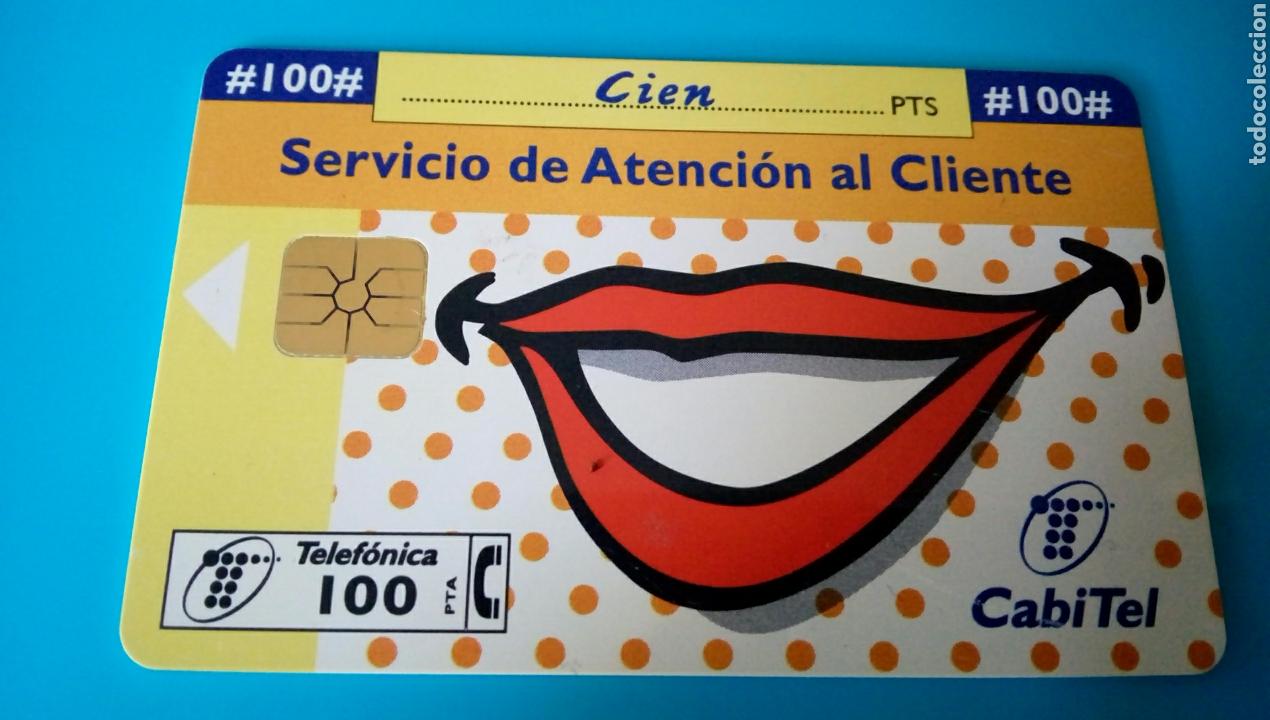 #100#
Cien PTS
#100#
Servicio de Atención al Cliente
Telefónica
100 PTA
CabiTel
todocoleccion